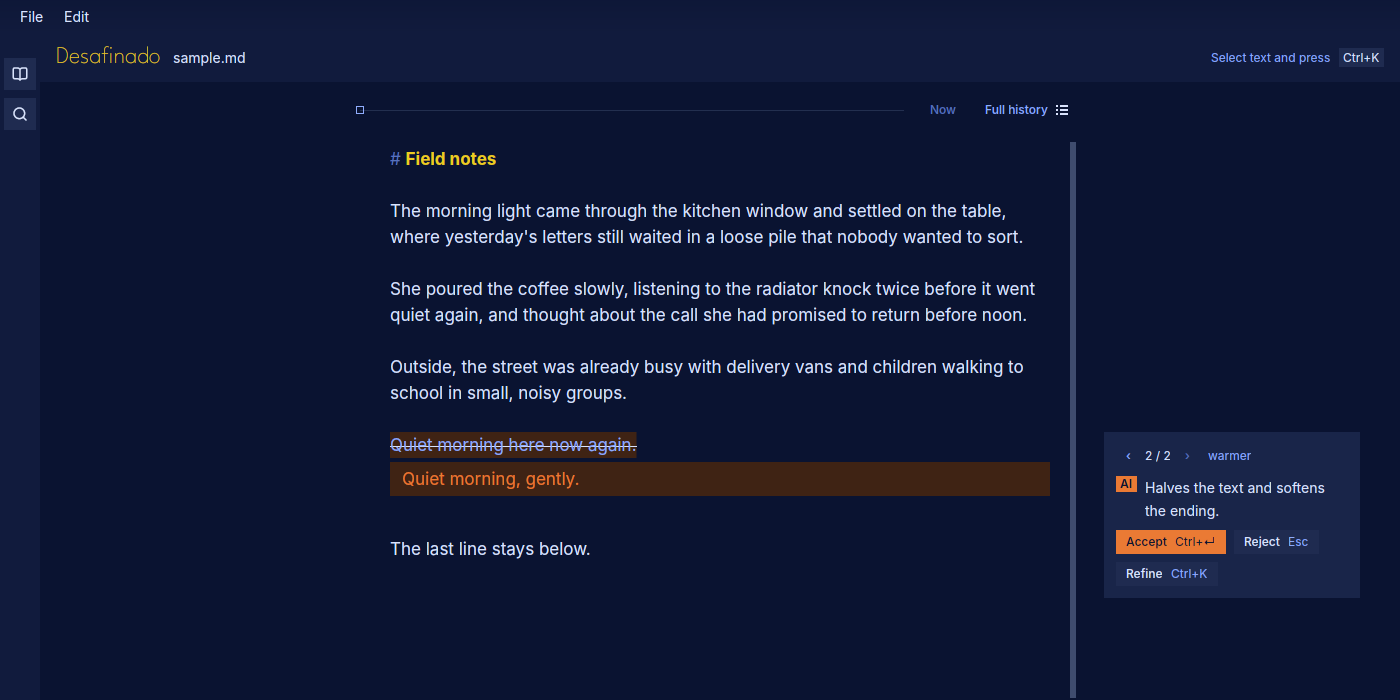 File Edit
Desafinado sample.md Select text and press Ctrl+K
Now Full history
# Field notes
The morning light came through the kitchen window and settled on the table,
where yesterday's letters still waited in a loose pile that nobody wanted to sort.
She poured the coffee slowly, listening to the radiator knock twice before it went
quiet again, and thought about the call she had promised to return before noon.
Outside, the street was already busy with delivery vans and children walking to
school in small, noisy groups.
Quiet morning here now again.
Quiet morning, gently.
The last line stays below.
‹ 2 / 2 › warmer
AI Halves the text and softens
the ending.
Accept Ctrl+↵ Reject Esc
Refine Ctrl+K